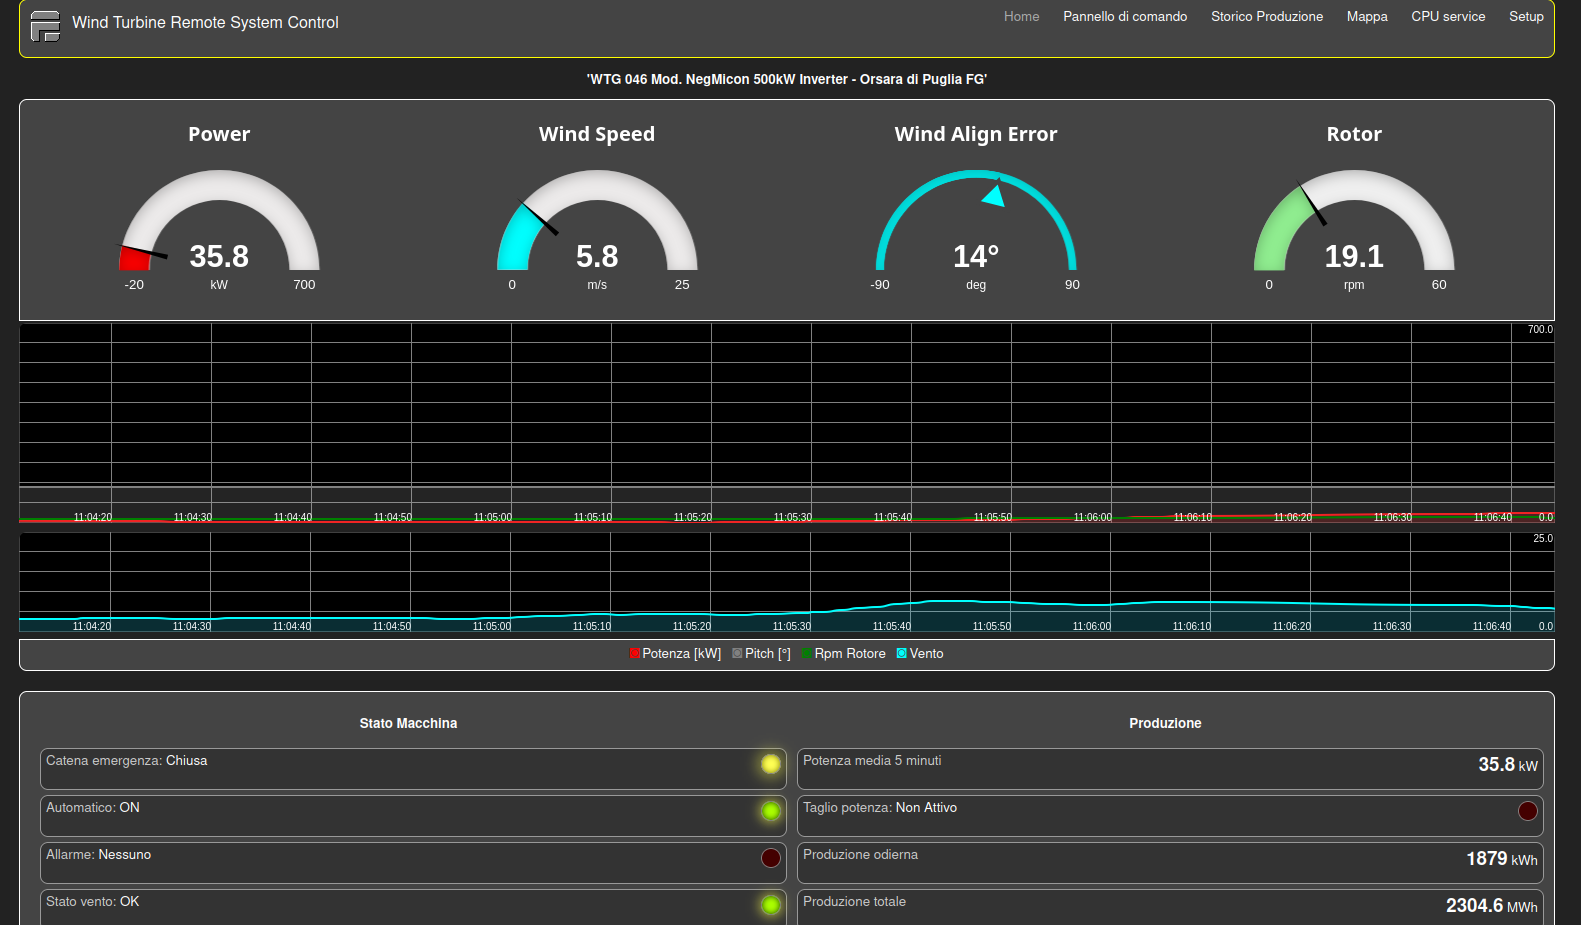 Wind Turbine Remote System Control
Home Pannello di comando Storico Produzione Mappa CPU service Setup
'WTG 046 Mod. NegMicon 500kW Inverter - Orsara di Puglia FG'
Power Wind Speed Wind Align Error Rotor
35.8 5.8 14° 19.1
-20 kW 700 0 m/s 25 -90 deg 90 0 rpm 60
700.0
11:04:20 11:04:30 11:04:40 11:04:50 11:05:00 11:05:10 11:05:20 11:05:30 11:05:40 11:05:50 11:06:00 11:06:10 11:06:20 11:06:30 11:06:40 0.0
25.0
11:04:20 11:04:30 11:04:40 11:04:50 11:05:00 11:05:10 11:05:20 11:05:30 11:05:40 11:05:50 11:06:00 11:06:10 11:06:20 11:06:30 11:06:40 0.0
Potenza [kW] Pitch [°] Rpm Rotore Vento
Stato Macchina
Catena emergenza: Chiusa
Automatico: ON
Allarme: Nessuno
Stato vento: OK
Produzione
Potenza media 5 minuti 35.8 kW
Taglio potenza: Non Attivo
Produzione odierna 1879 kWh
Produzione totale 2304.6 MWh